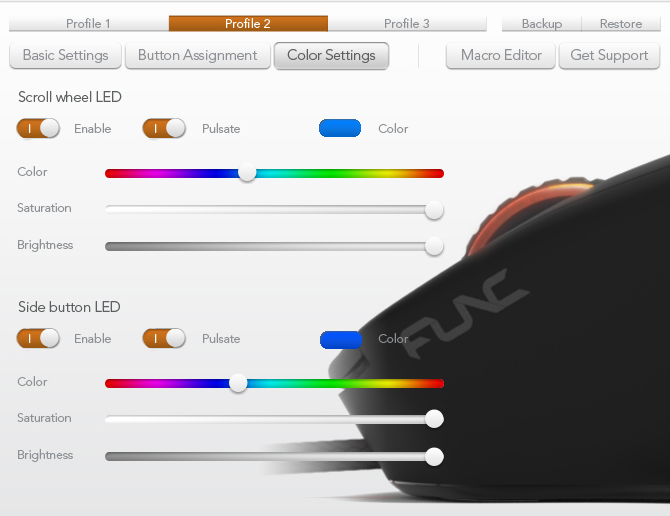 Profile 1 Profile 2 Profile 3 Backup Restore
Basic Settings Button Assignment Color Settings Macro Editor Get Support
Scroll wheel LED
Enable Pulsate Color
Color
Saturation
Brightness
FUNC
Side button LED
Enable Pulsate Color
Color
Saturation
Brightness